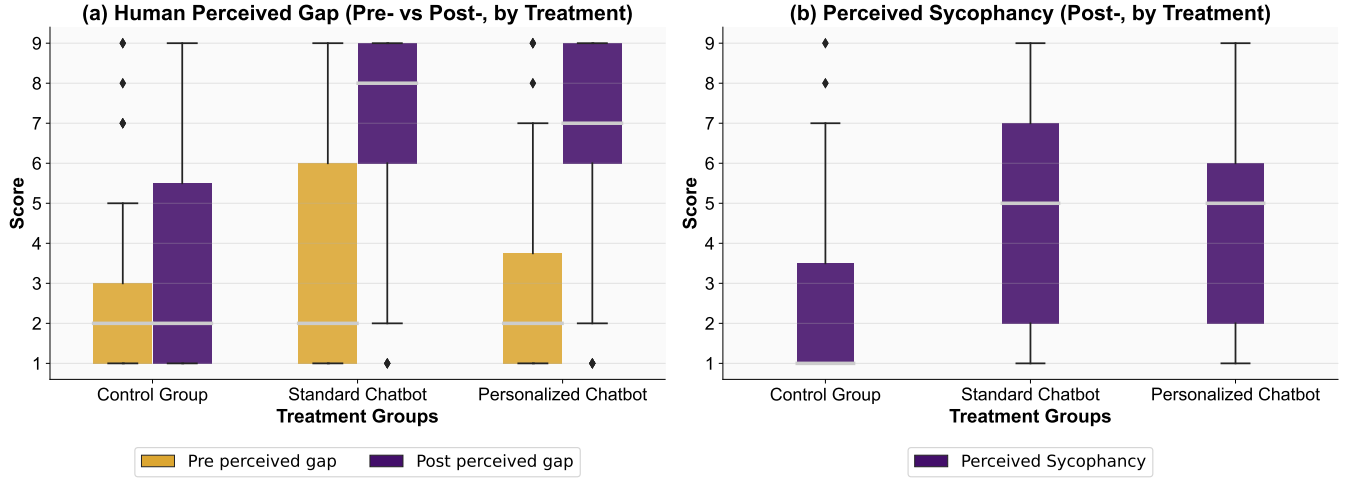 (a) Human Perceived Gap (Pre- vs Post-, by Treatment)
Score
9
8
7
6
5
4
3
2
1
Control Group Standard Chatbot Personalized Chatbot
Treatment Groups
Pre perceived gap Post perceived gap
(b) Perceived Sycophancy (Post-, by Treatment)
Score
9
8
7
6
5
4
3
2
1
Control Group Standard Chatbot Personalized Chatbot
Treatment Groups
Perceived Sycophancy